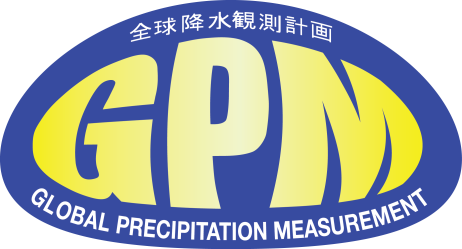 全球降水観測計画
GPM
GLOBAL PRECIPITATION MEASUREMENT